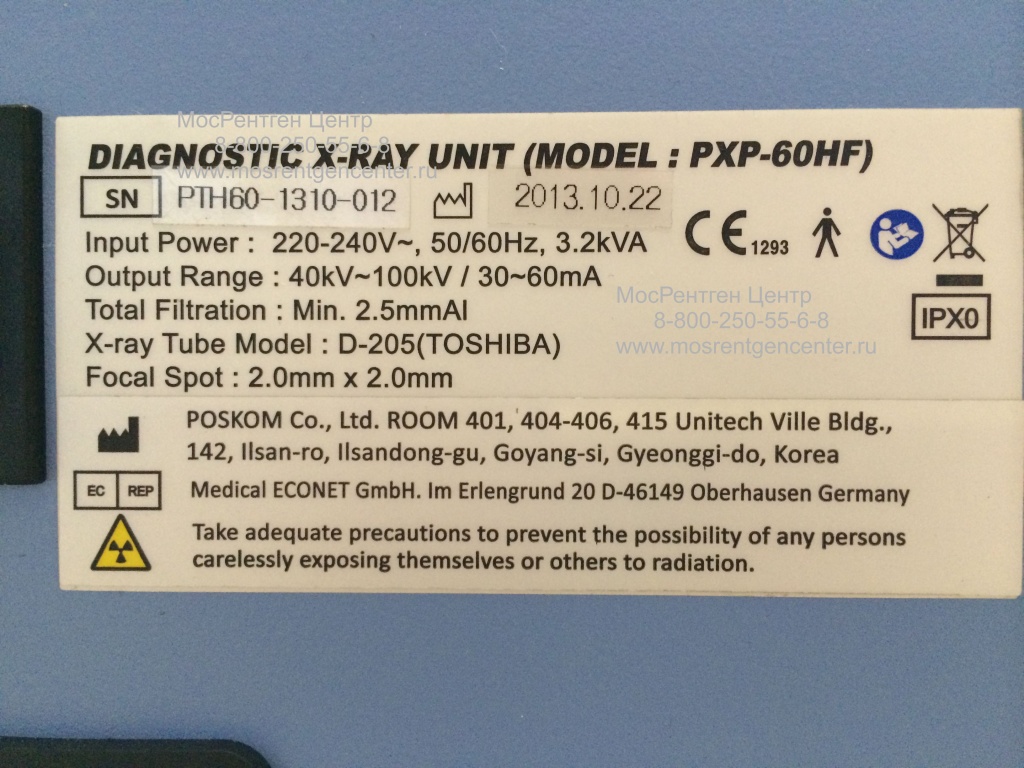 МосРентген Центр
8-800-250-55-6-8
www.mosrentgencenter.ru
DIAGNOSTIC X-RAY UNIT (MODEL : PXP-60HF)
SN PTH60-1310-012 2013.10.22
Input Power : 220-240V~, 50/60Hz, 3.2kVA
CE 1293
Output Range : 40kV~100kV / 30~60mA
Total Filtration : Min. 2.5mmAl
IPX0
МосРентген Центр
8-800-250-55-6-8
www.mosrentgencenter.ru
X-ray Tube Model : D-205(TOSHIBA)
Focal Spot : 2.0mm x 2.0mm
POSKOM Co., Ltd. ROOM 401, 404-406, 415 Unitech Ville Bldg.,
142, Ilsan-ro, Ilsandong-gu, Goyang-si, Gyeonggi-do, Korea
EC REP Medical ECONET GmbH. Im Erlengrund 20 D-46149 Oberhausen Germany
Take adequate precautions to prevent the possibility of any persons
carelessly exposing themselves or others to radiation.